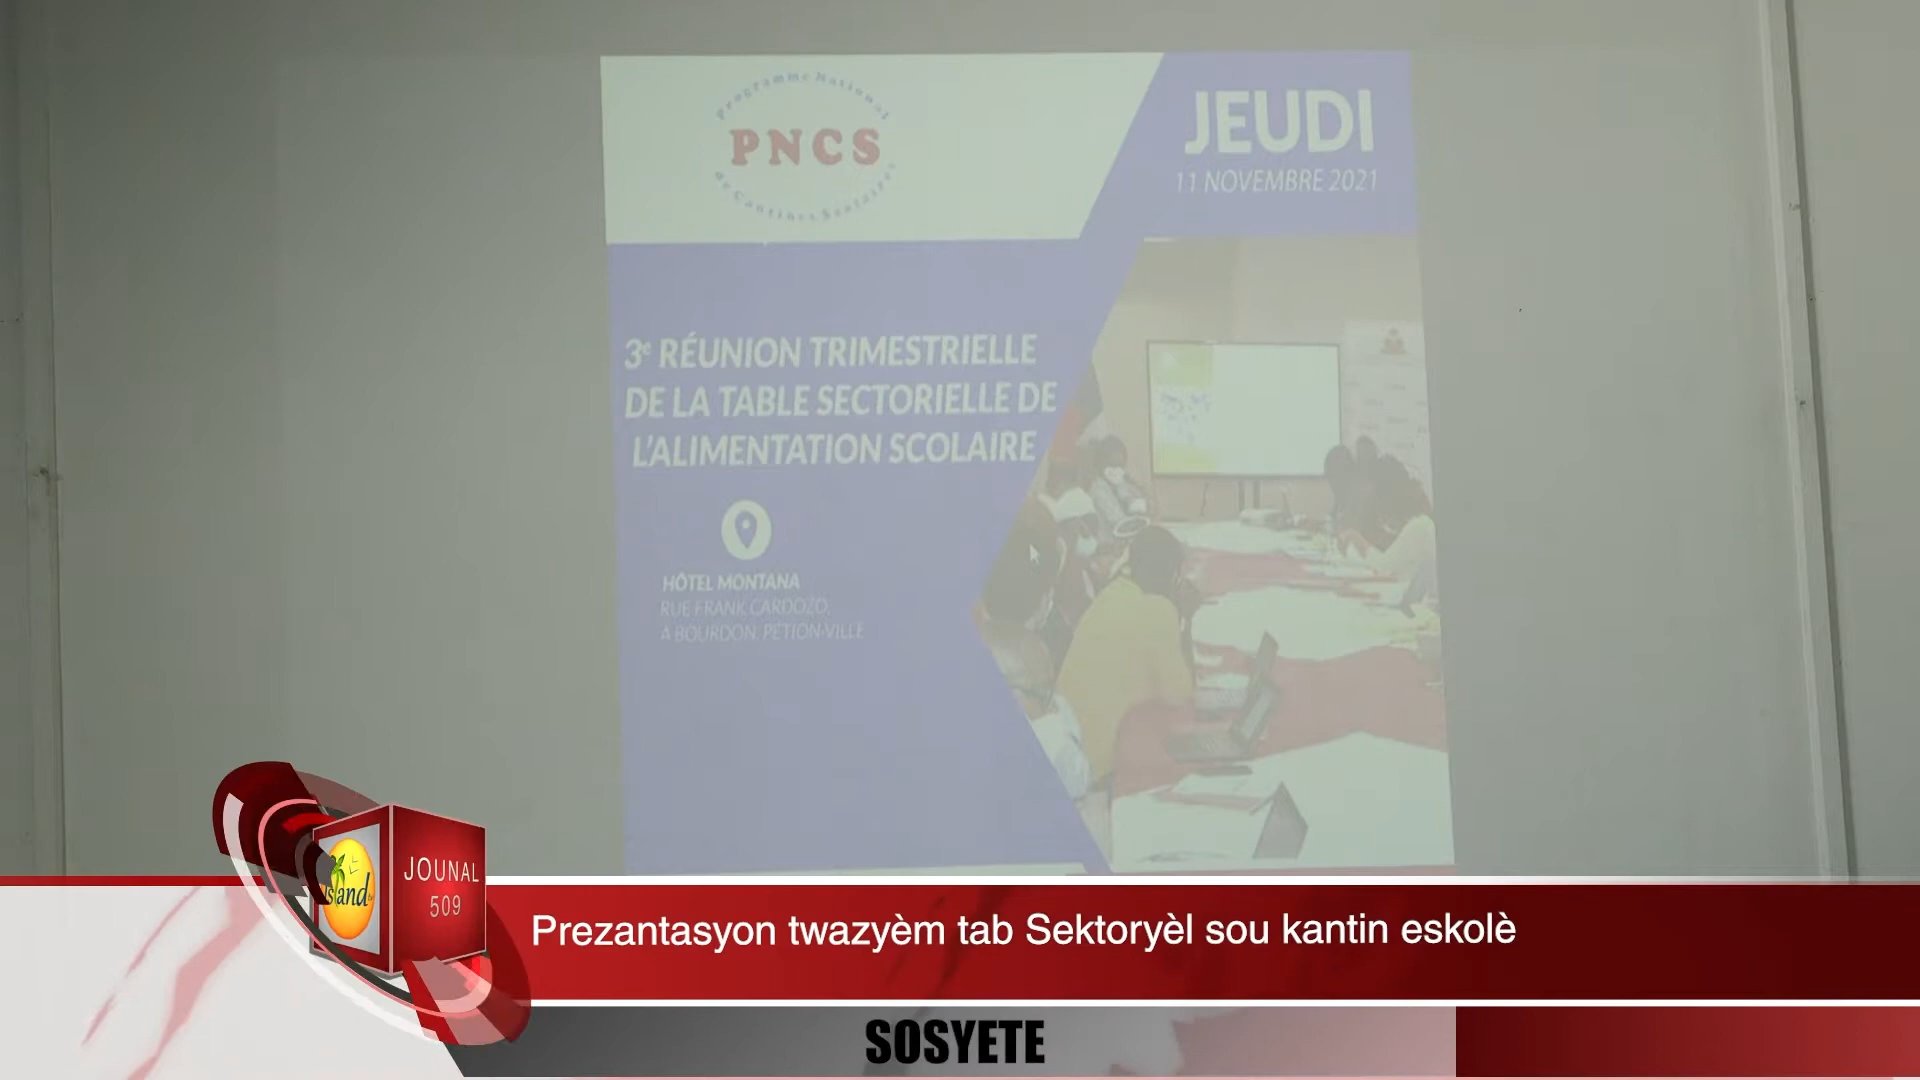 Programme National
PNCS
de Cantines Scolaires
JEUDI
11 NOVEMBRE 2021
3e RÉUNION TRIMESTRIELLE
DE LA TABLE SECTORIELLE DE
L'ALIMENTATION SCOLAIRE
HÔTEL MONTANA
RUE FRANK CARDOZO,
À BOURDON, PÉTION-VILLE
Island
JOUNAL
509
Prezantasyon twazyèm tab Sektoryèl sou kantin eskolè
SOSYETE